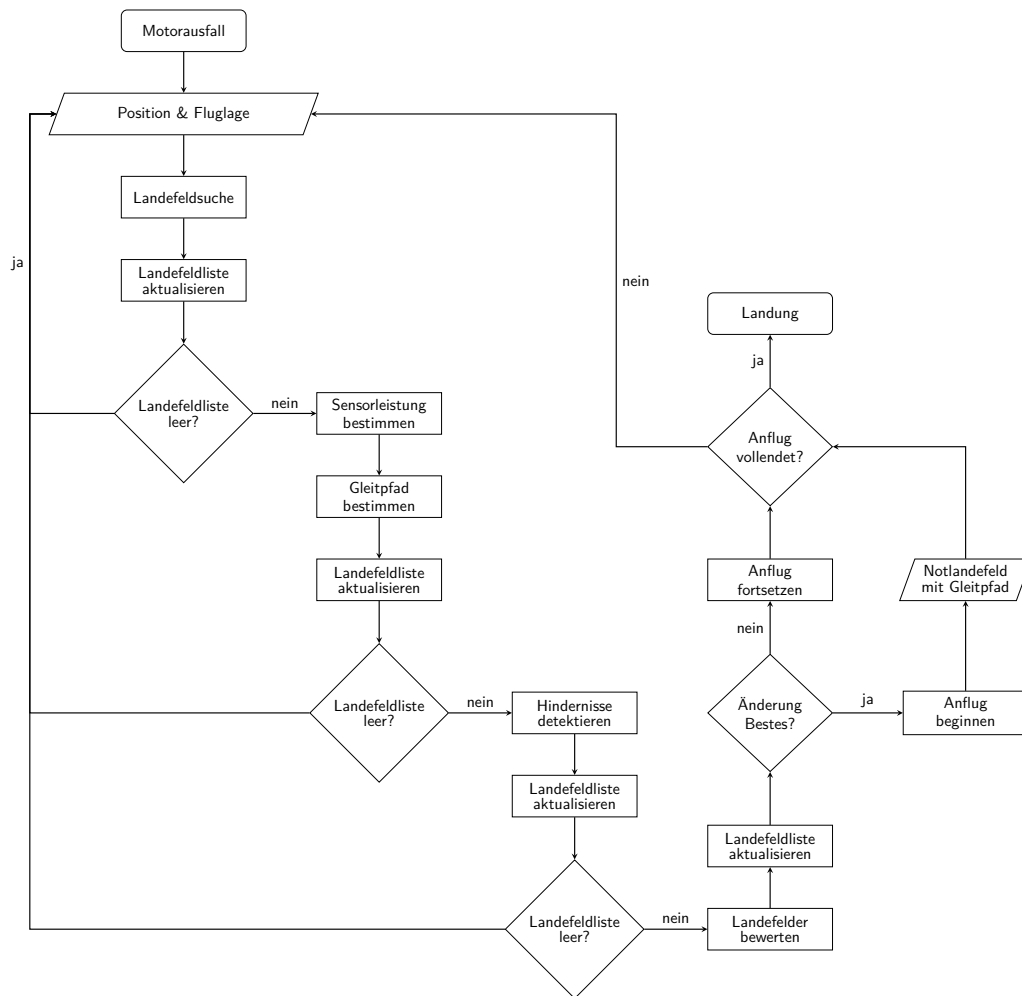 Motorausfall
Position & Fluglage
Landefeldsuche
ja
Landefeldliste
aktualisieren
Landefeldliste
leer?
nein
Sensorleistung
bestimmen
Gleitpfad
bestimmen
Landefeldliste
aktualisieren
Landefeldliste
leer?
nein
Hindernisse
detektieren
Landefeldliste
aktualisieren
Landefeldliste
leer?
nein
Landefelder
bewerten
Landefeldliste
aktualisieren
Änderung
Bestes?
ja
Anflug
beginnen
Notlandefeld
mit Gleitpfad
nein
Anflug
fortsetzen
Anflug
vollendet?
nein
ja
Landung